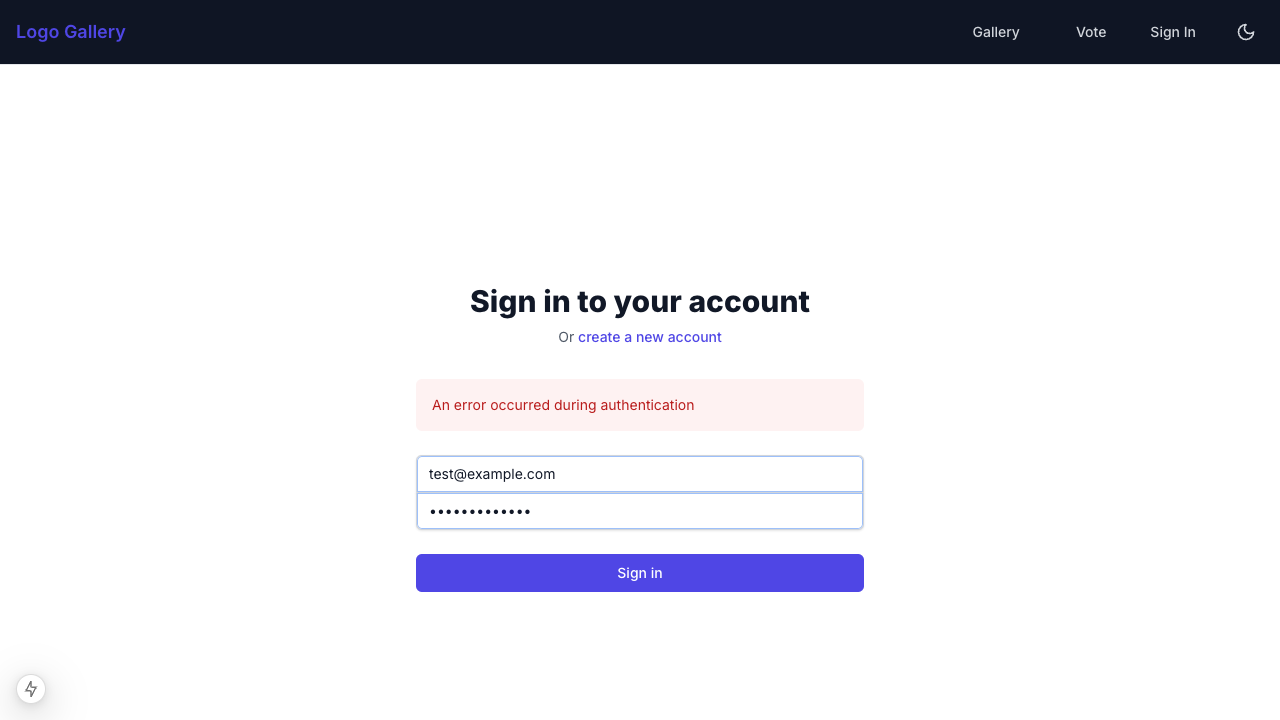 Logo Gallery
Gallery Vote Sign In
Sign in to your account
Or create a new account
An error occurred during authentication
test@example.com
•••••••••••••
Sign in